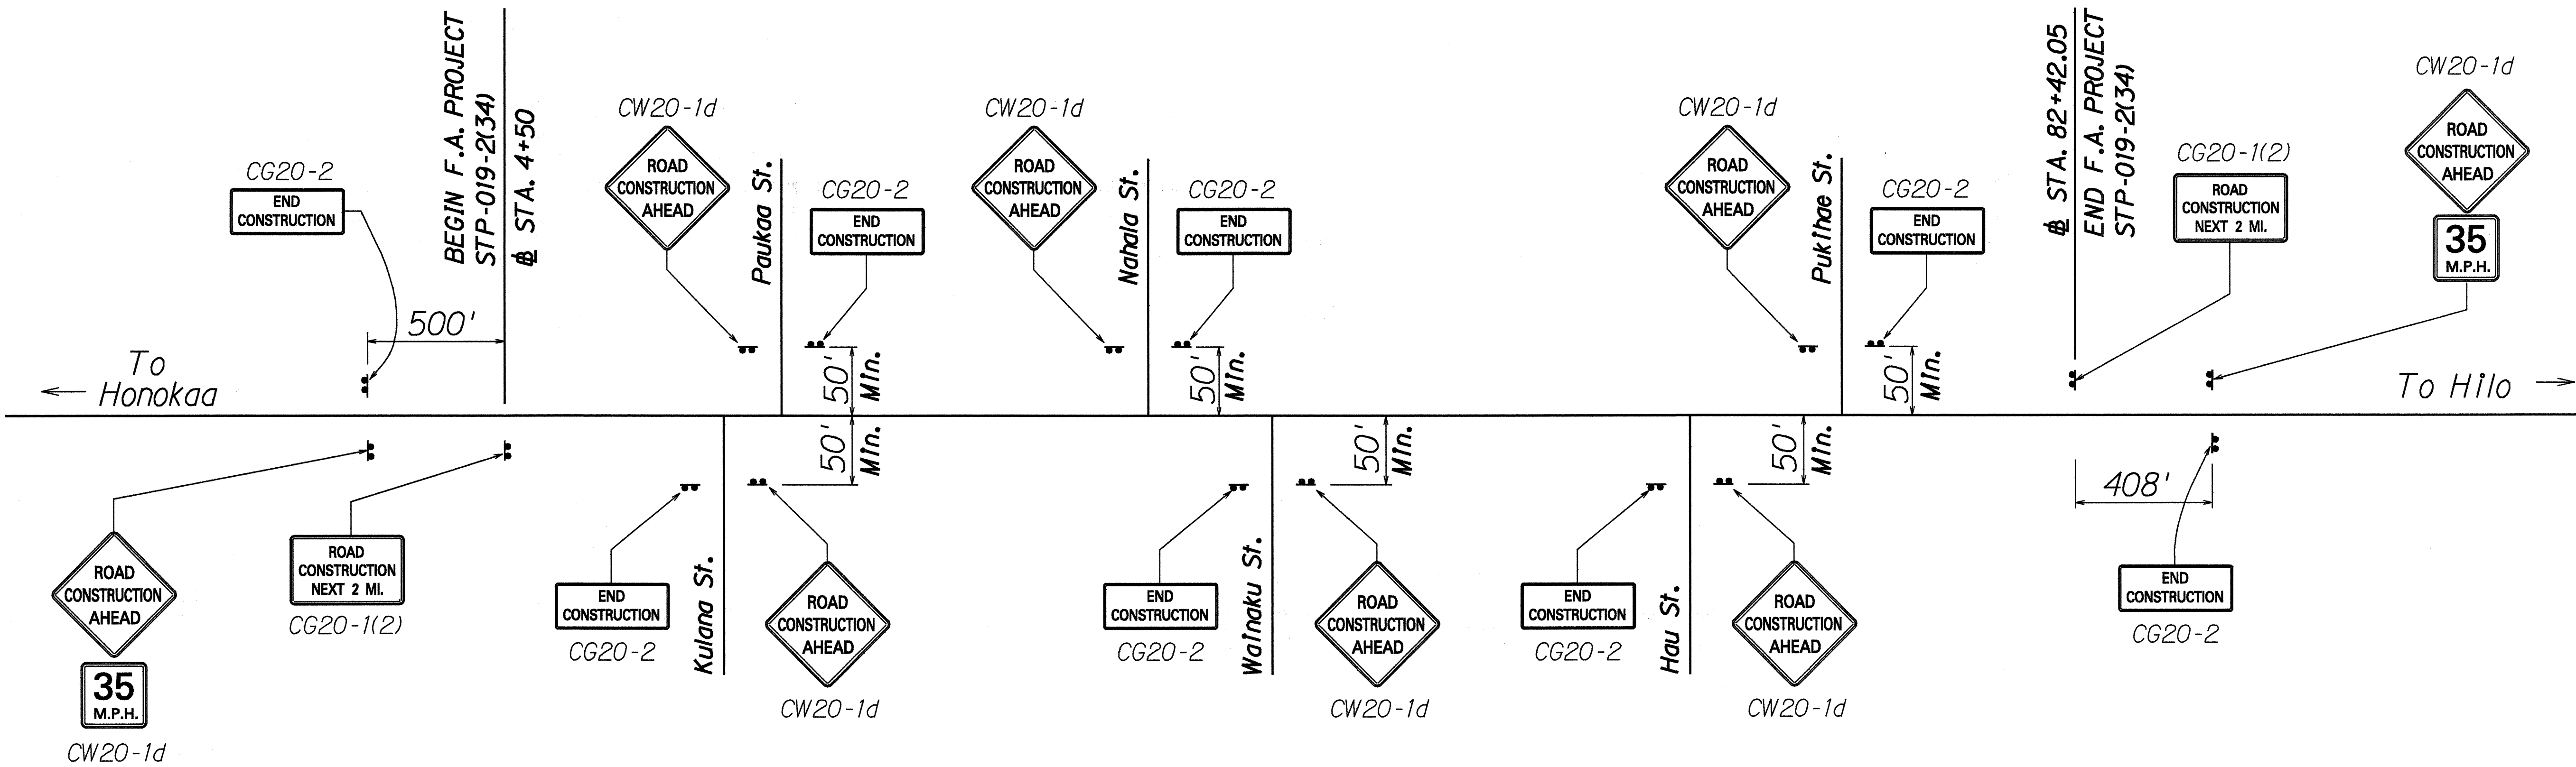 BEGIN F.A. PROJECT
STP-019-2(34)
℄ STA. 4+50
CG20-2
END
CONSTRUCTION
500'
To
Honokaa
CW20-1d
ROAD
CONSTRUCTION
AHEAD
Paukaa St.
CG20-2
END
CONSTRUCTION
50'
Min.
CW20-1d
ROAD
CONSTRUCTION
AHEAD
Nahala St.
CG20-2
END
CONSTRUCTION
50'
Min.
CW20-1d
ROAD
CONSTRUCTION
AHEAD
Pukihae St.
CG20-2
END
CONSTRUCTION
50'
Min.
STA. 82+42.05
END F.A. PROJECT
STP-019-2(34)
CG20-1(2)
ROAD
CONSTRUCTION
NEXT 2 MI.
CW20-1d
ROAD
CONSTRUCTION
AHEAD
35
M.P.H.
To Hilo
ROAD
CONSTRUCTION
AHEAD
35
M.P.H.
CW20-1d
ROAD
CONSTRUCTION
NEXT 2 MI.
CG20-1(2)
END
CONSTRUCTION
CG20-2
Kulana St.
50'
Min.
ROAD
CONSTRUCTION
AHEAD
CW20-1d
END
CONSTRUCTION
CG20-2
Wainaku St.
50'
Min.
ROAD
CONSTRUCTION
AHEAD
CW20-1d
END
CONSTRUCTION
CG20-2
Hau St.
50'
Min.
ROAD
CONSTRUCTION
AHEAD
CW20-1d
408'
END
CONSTRUCTION
CG20-2